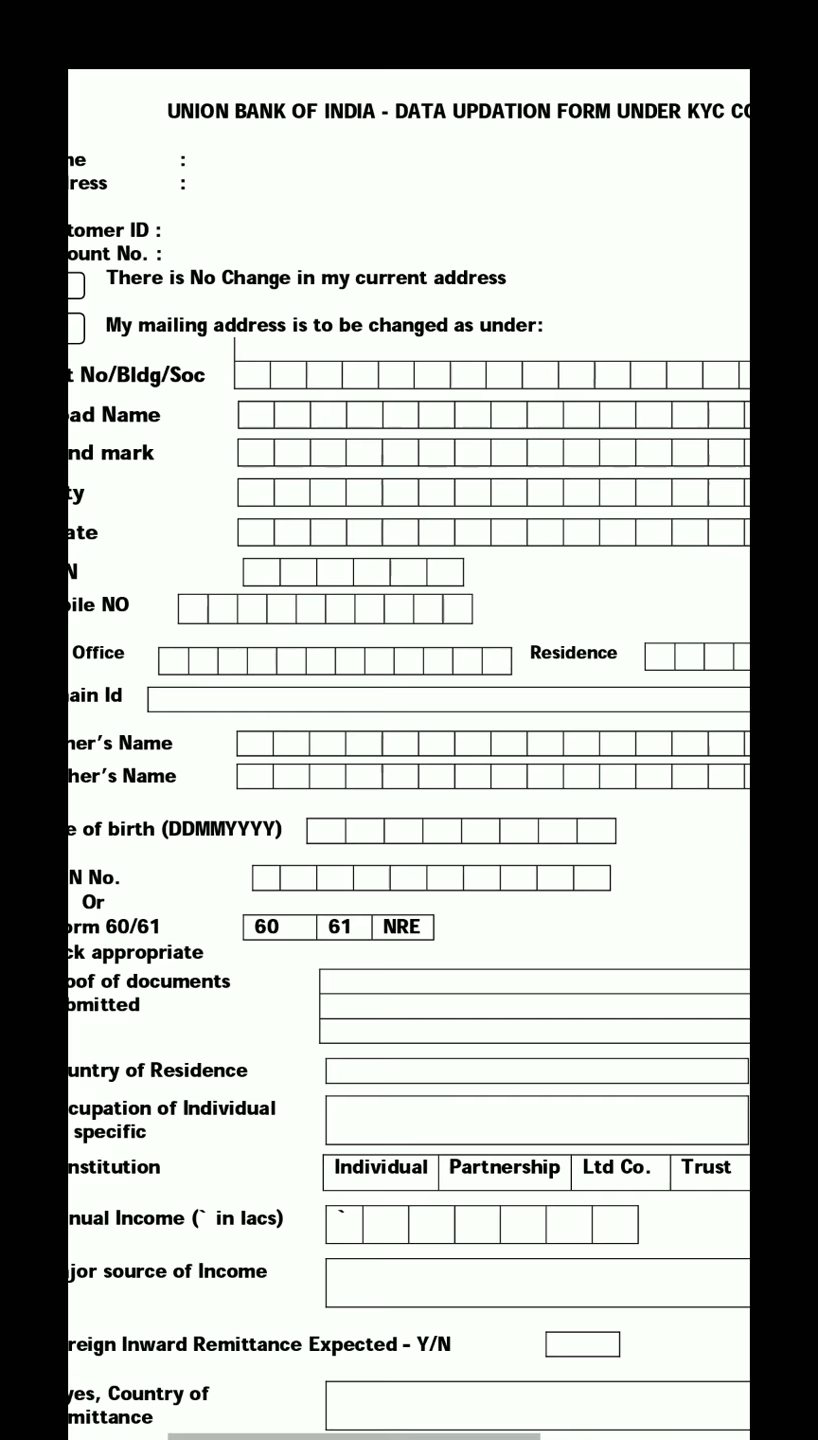 UNION BANK OF INDIA - DATA UPDATION FORM UNDER KYC CO
ne :
ress :
tomer ID :
ount No. :
There is No Change in my current address
My mailing address is to be changed as under:
t No/Bldg/Soc
ad Name
nd mark
ty
ate
N
ile NO
Office Residence
ain Id
her's Name
her's Name
e of birth (DDMMYYYY)
N No.
Or
orm 60/61 60 61 NRE
ck appropriate
oof of documents
bmitted
untry of Residence
cupation of Individual
specific
nstitution Individual Partnership Ltd Co. Trust
nual Income (` in lacs) `
jor source of Income
reign Inward Remittance Expected - Y/N
yes, Country of
mittance